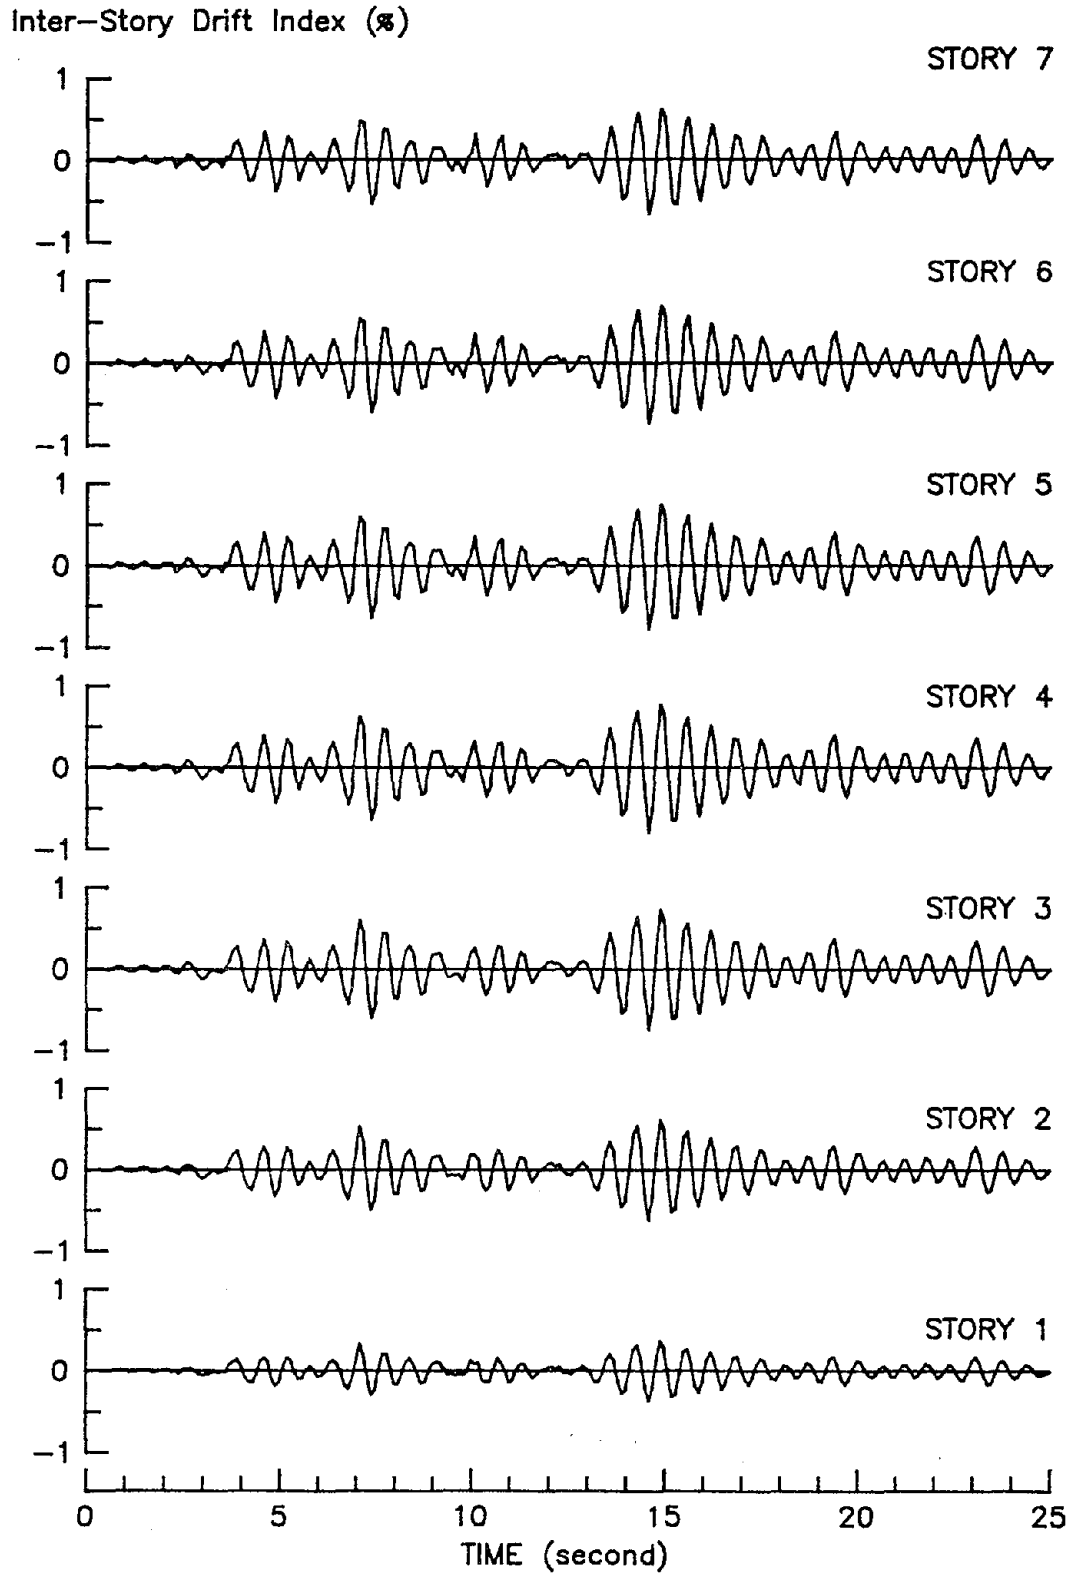 Inter-Story Drift Index (%)
STORY 7
1
0
-1
STORY 6
1
0
-1
STORY 5
1
0
-1
STORY 4
1
0
-1
STORY 3
1
0
-1
STORY 2
1
0
-1
STORY 1
1
0
-1
0 5 10 15 20 25
TIME (second)